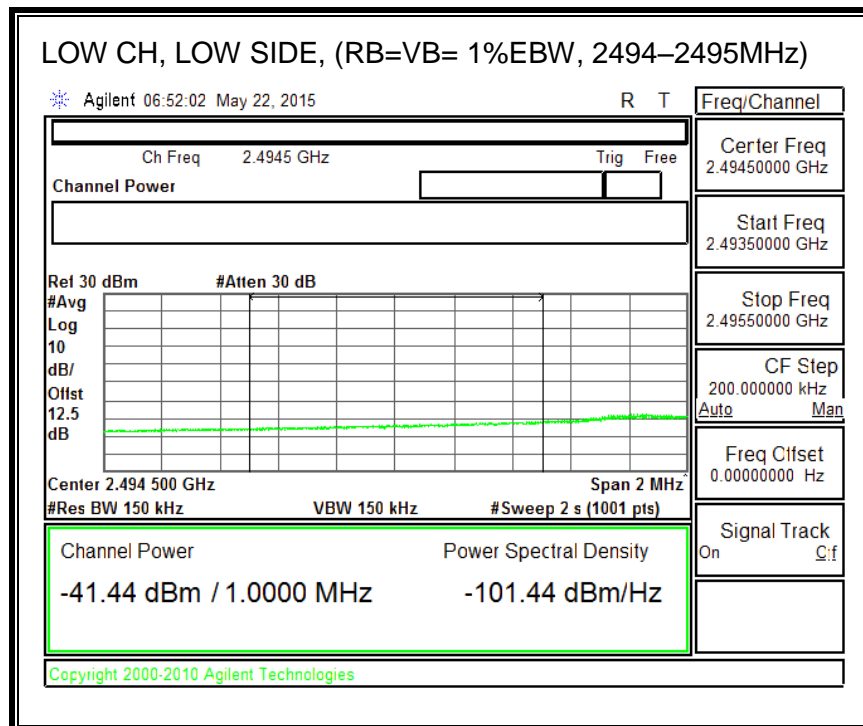 LOW CH, LOW SIDE, (RB=VB= 1%EBW, 2494–2495MHz)
Agilent 06:52:02 May 22, 2015 R T
Freq/Channel
Ch Freq 2.4945 GHz Trig Free
Channel Power
Center Freq
2.49450000 GHz
Start Freq
2.49350000 GHz
Stop Freq
2.49550000 GHz
CF Step
200.000000 kHz
Auto Man
Freq Offset
0.00000000 Hz
Signal Track
On Off
Ref 30 dBm #Atten 30 dB
#Avg
Log
10
dB/
Offst
12.5
dB
Center 2.494 500 GHz Span 2 MHz
#Res BW 150 kHz VBW 150 kHz #Sweep 2 s (1001 pts)
Channel Power Power Spectral Density
-41.44 dBm / 1.0000 MHz -101.44 dBm/Hz
Copyright 2000-2010 Agilent Technologies